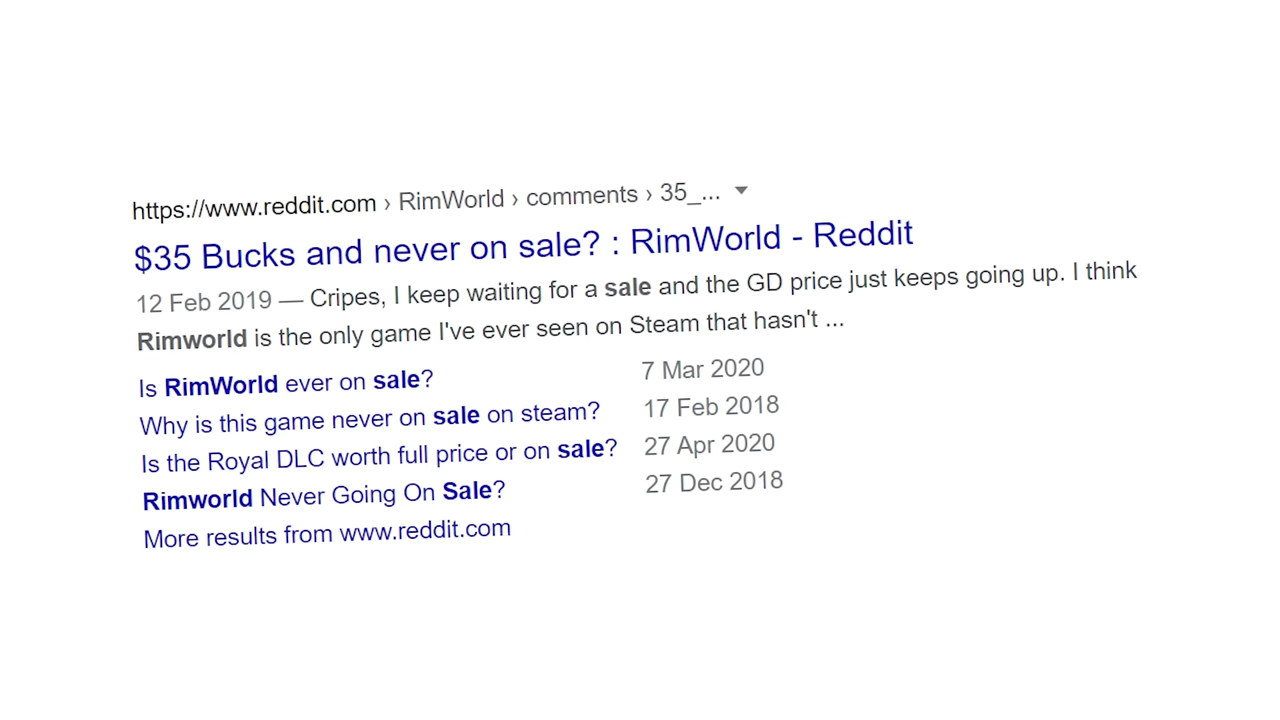 https://www.reddit.com › RimWorld › comments › 35_...
$35 Bucks and never on sale? : RimWorld - Reddit
12 Feb 2019 — Cripes, I keep waiting for a sale and the GD price just keeps going up. I think
Rimworld is the only game I've ever seen on Steam that hasn't ...
Is RimWorld ever on sale? 7 Mar 2020
Why is this game never on sale on steam? 17 Feb 2018
Is the Royal DLC worth full price or on sale? 27 Apr 2020
Rimworld Never Going On Sale? 27 Dec 2018
More results from www.reddit.com